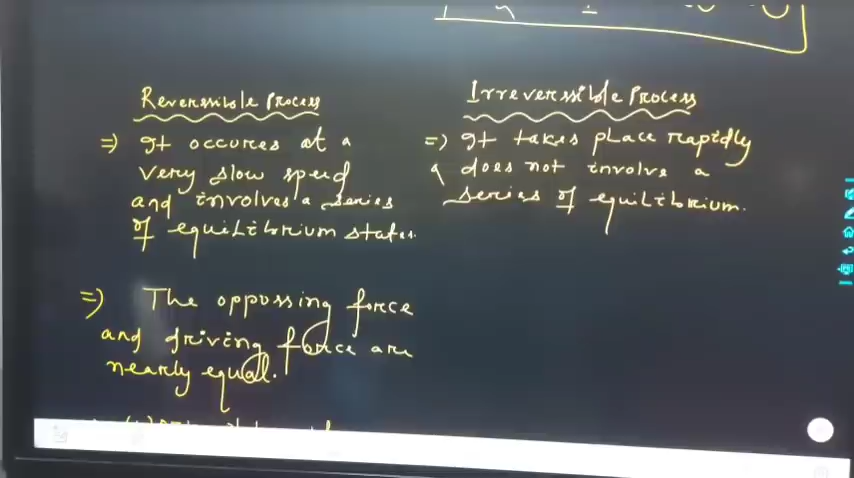 Reversible Process
⇒ It occures at a
very slow speed
and involves a series
of equilibrium states.
⇒ The oppossing force
and driving force are
nearly equal.
Irreversible Process
⇒ It takes place rapidly
& does not involve a
series of equilibrium.